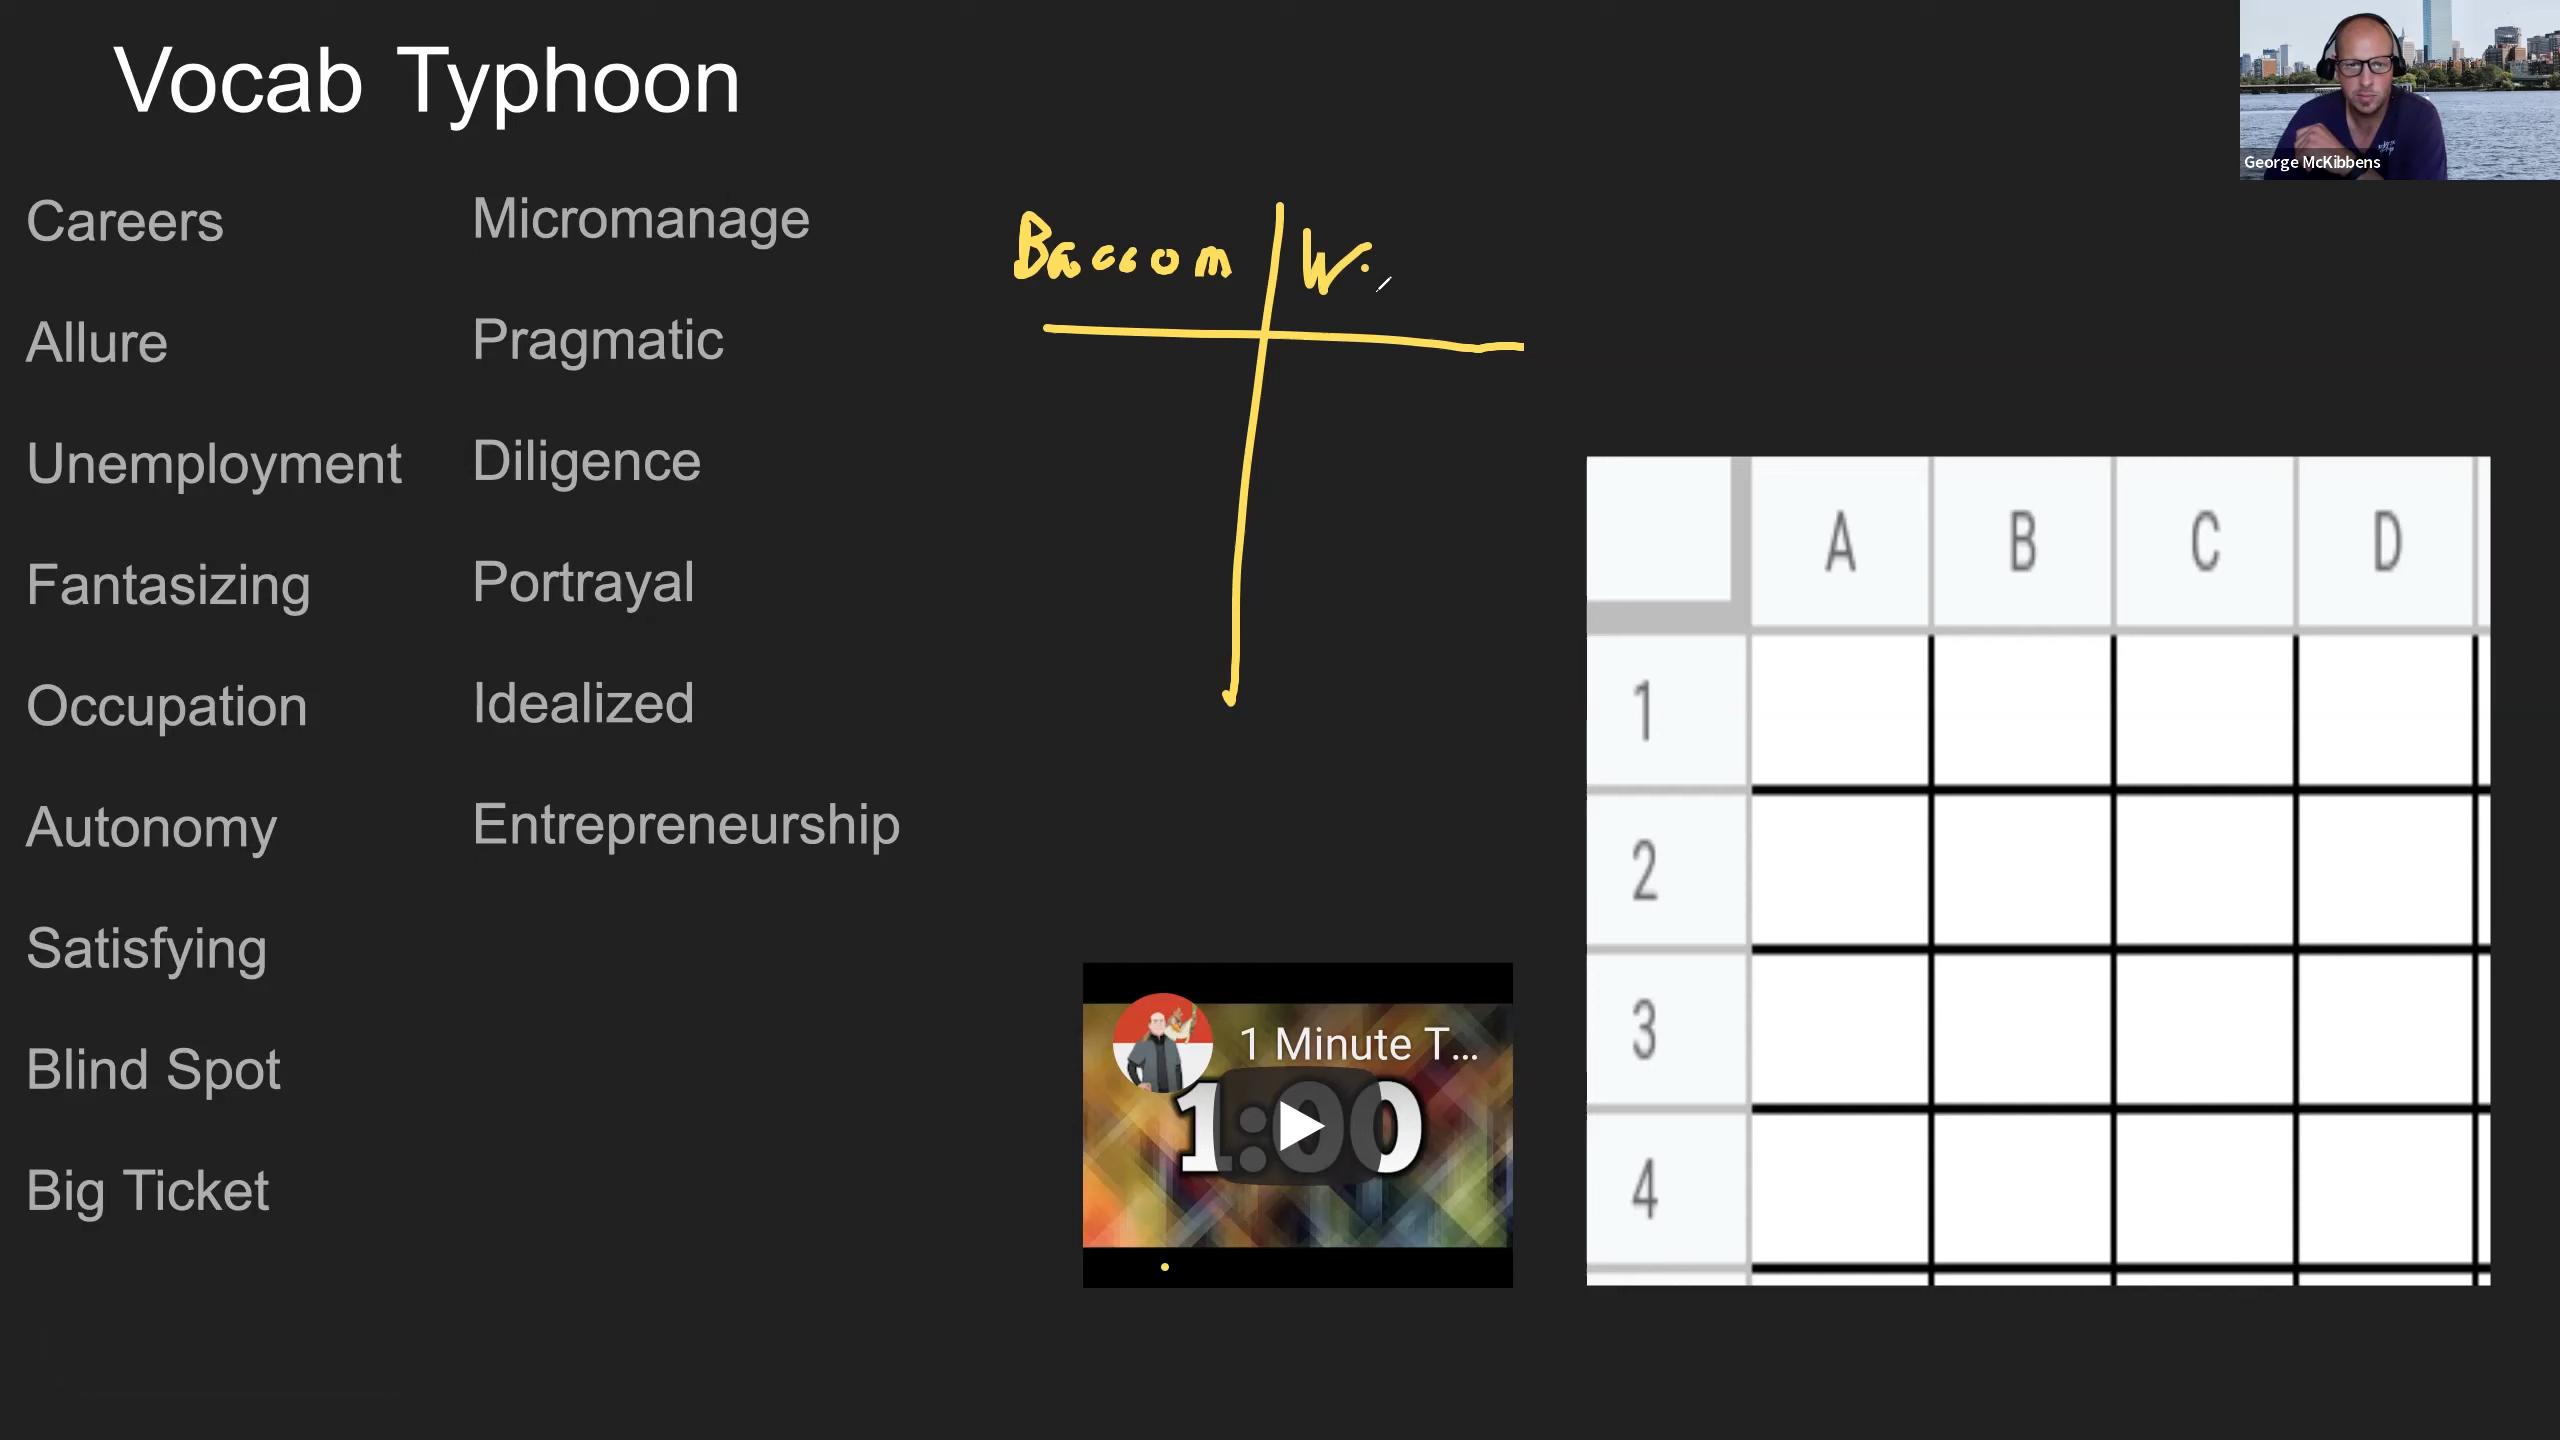 Vocab Typhoon
George McKibbens
Careers
Allure
Unemployment
Fantasizing
Occupation
Autonomy
Satisfying
Blind Spot
Big Ticket
Micromanage
Pragmatic
Diligence
Portrayal
Idealized
Entrepreneurship
Baccom W.
1 Minute T...
1:00
A B C D
1
2
3
4